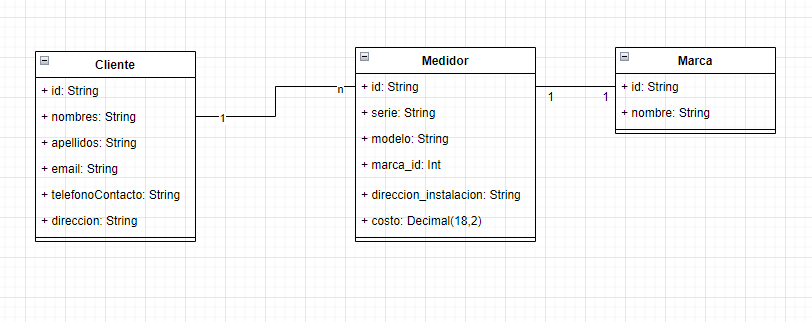 Cliente
+ id: String
+ nombres: String
+ apellidos: String
+ email: String
+ telefonoContacto: String
+ direccion: String
1
n
Medidor
+ id: String
+ serie: String
+ modelo: String
+ marca_id: Int
+ direccion_instalacion: String
+ costo: Decimal(18,2)
1
1
Marca
+ id: String
+ nombre: String